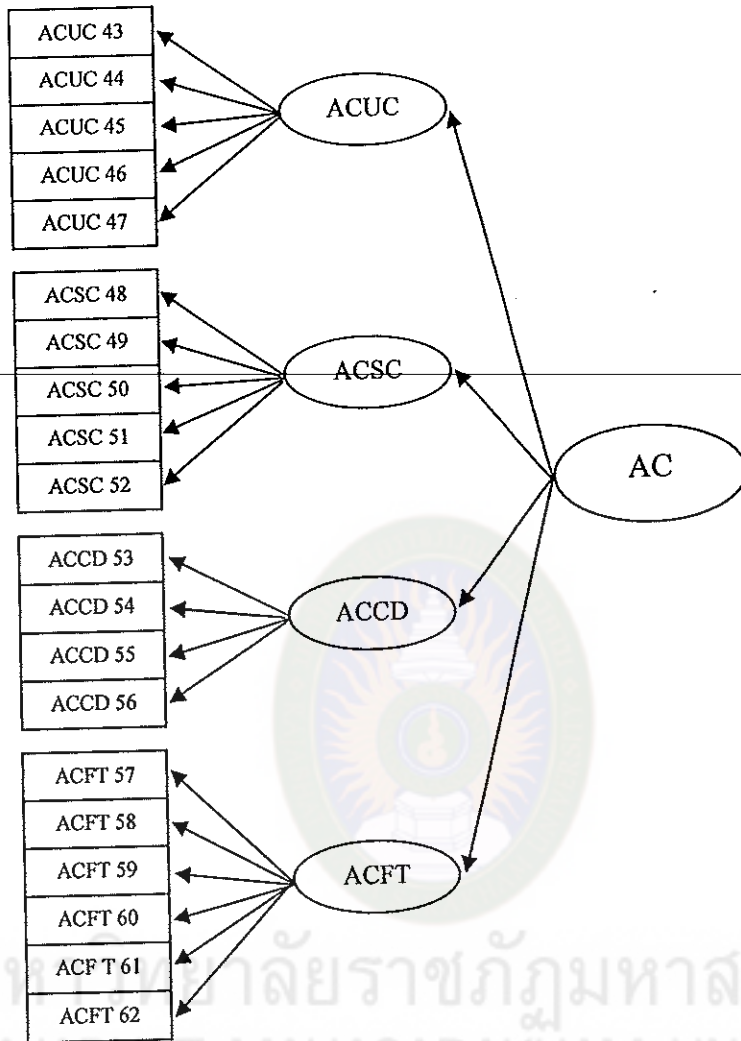 ACUC 43
ACUC 44
ACUC 45
ACUC 46
ACUC 47
ACUC
ACSC 48
ACSC 49
ACSC 50
ACSC 51
ACSC 52
ACSC
AC
ACCD 53
ACCD 54
ACCD 55
ACCD 56
ACCD
ACFT 57
ACFT 58
ACFT 59
ACFT 60
ACF T 61
ACFT 62
ACFT